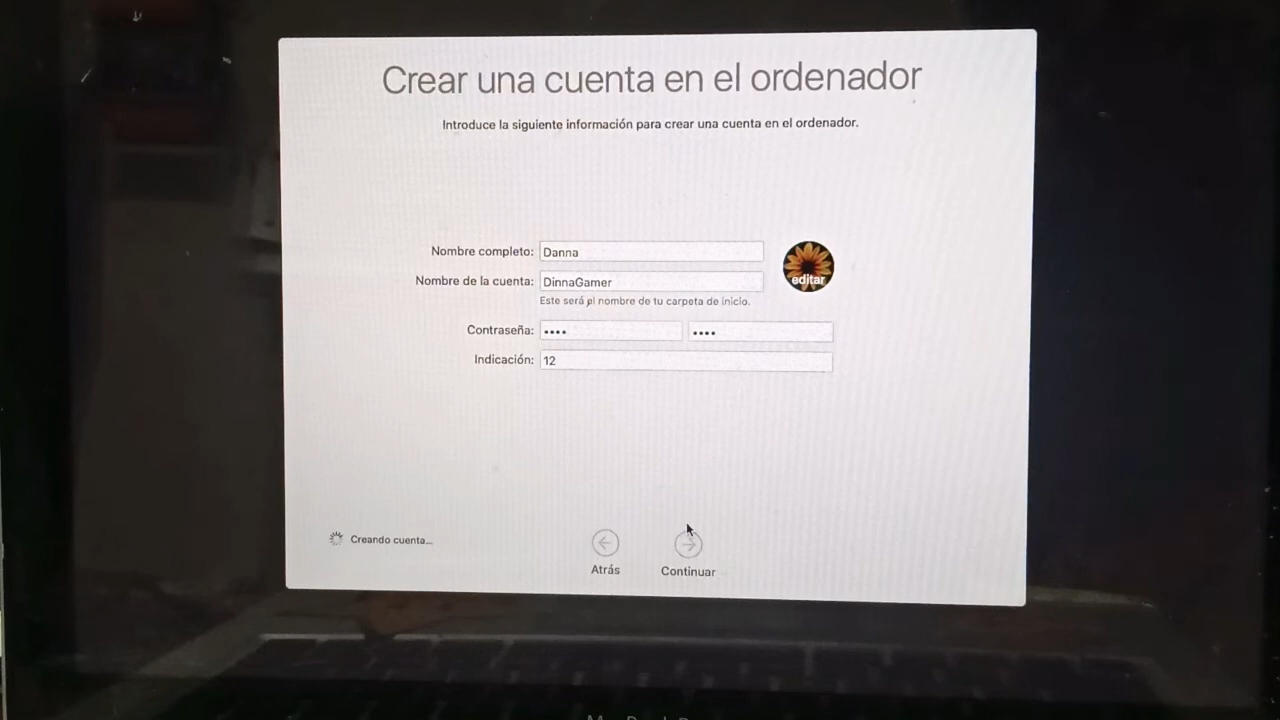 Crear una cuenta en el ordenador
Introduce la siguiente información para crear una cuenta en el ordenador.
Nombre completo: Danna
editar
Nombre de la cuenta: DinnaGamer
Este será el nombre de tu carpeta de inicio.
Contraseña: •••• ••••
Indicación: 12
Creando cuenta...
Atrás
Continuar